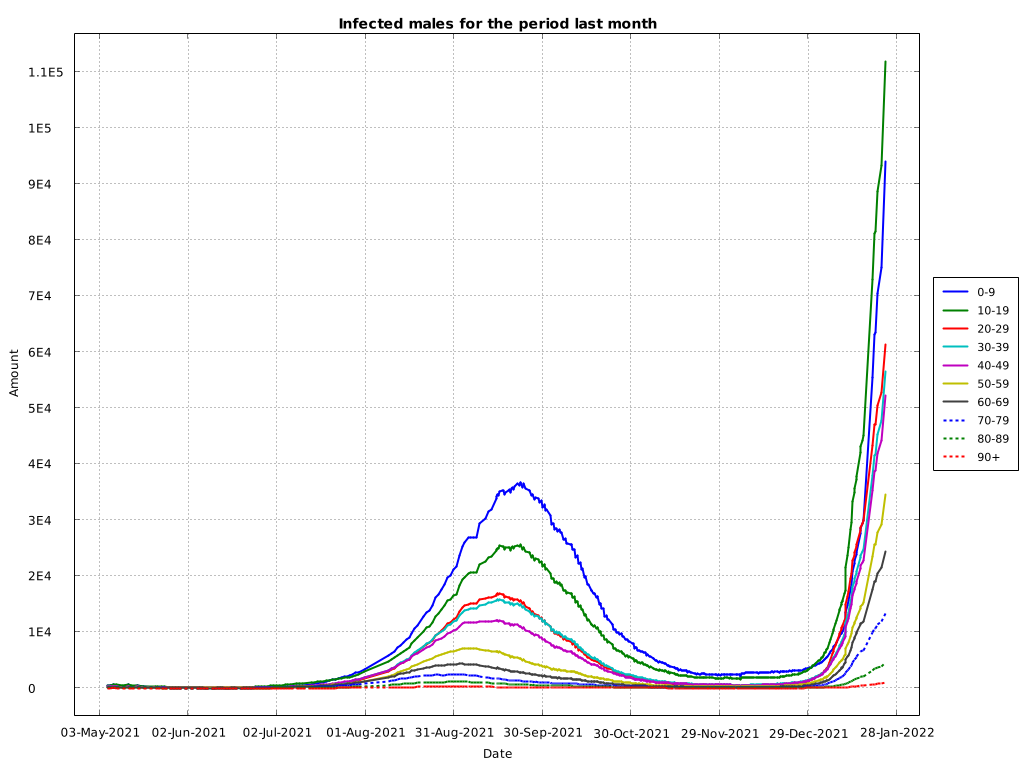 Infected males for the period last month
1.1E5
1E5
9E4
8E4
7E4
6E4
5E4
4E4
3E4
2E4
1E4
0
Amount
03-May-2021 02-Jun-2021 02-Jul-2021 01-Aug-2021 31-Aug-2021 30-Sep-2021 30-Oct-2021 29-Nov-2021 29-Dec-2021 28-Jan-2022
Date
0-9
10-19
20-29
30-39
40-49
50-59
60-69
70-79
80-89
90+